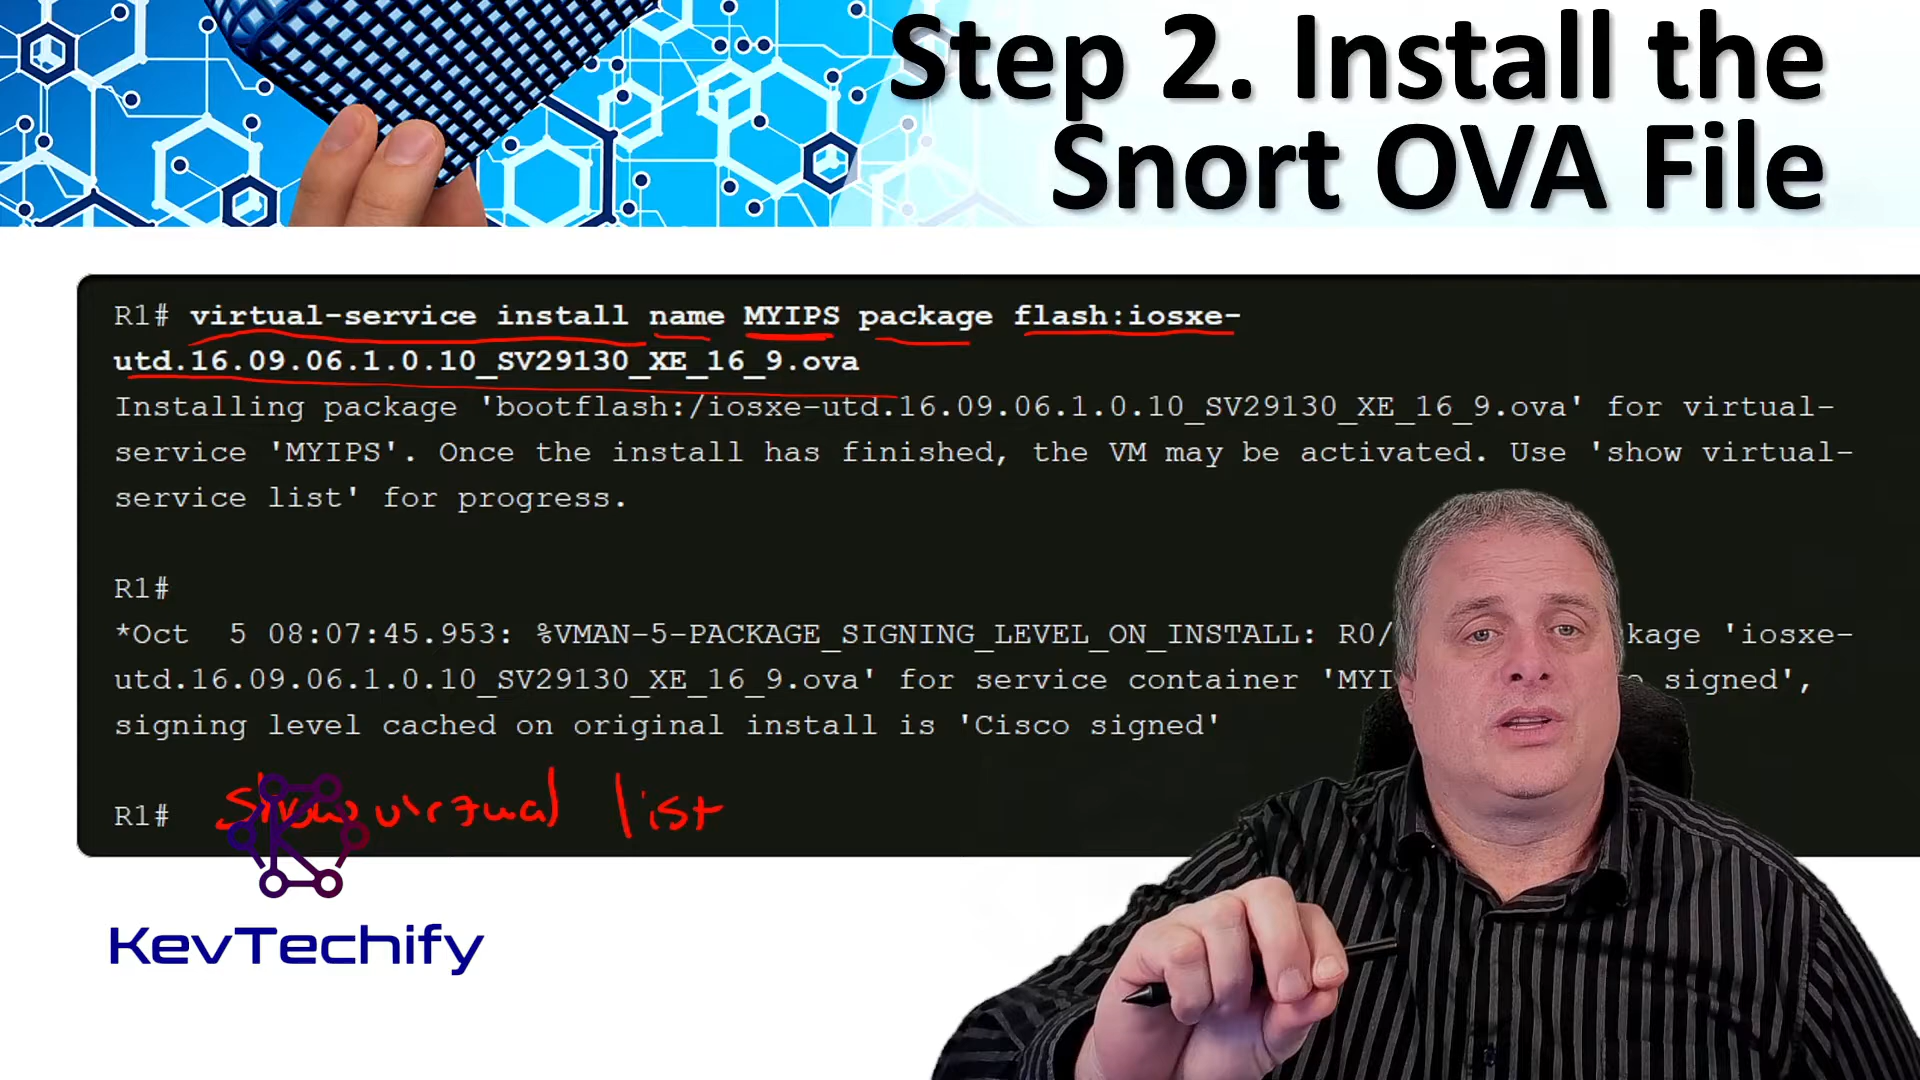 Step 2. Install the
Snort OVA File
R1# virtual-service install name MYIPS package flash:iosxe-
utd.16.09.06.1.0.10_SV29130_XE_16_9.ova
Installing package 'bootflash:/iosxe-utd.16.09.06.1.0.10_SV29130_XE_16_9.ova' for virtual-
service 'MYIPS'. Once the install has finished, the VM may be activated. Use 'show virtual-
service list' for progress.
R1#
*Oct 5 08:07:45.953: %VMAN-5-PACKAGE_SIGNING_LEVEL_ON_INSTALL: R0/ kage 'iosxe-
utd.16.09.06.1.0.10_SV29130_XE_16_9.ova' for service container 'MYI signed',
signing level cached on original install is 'Cisco signed'
R1# show virtual list
KevTechify